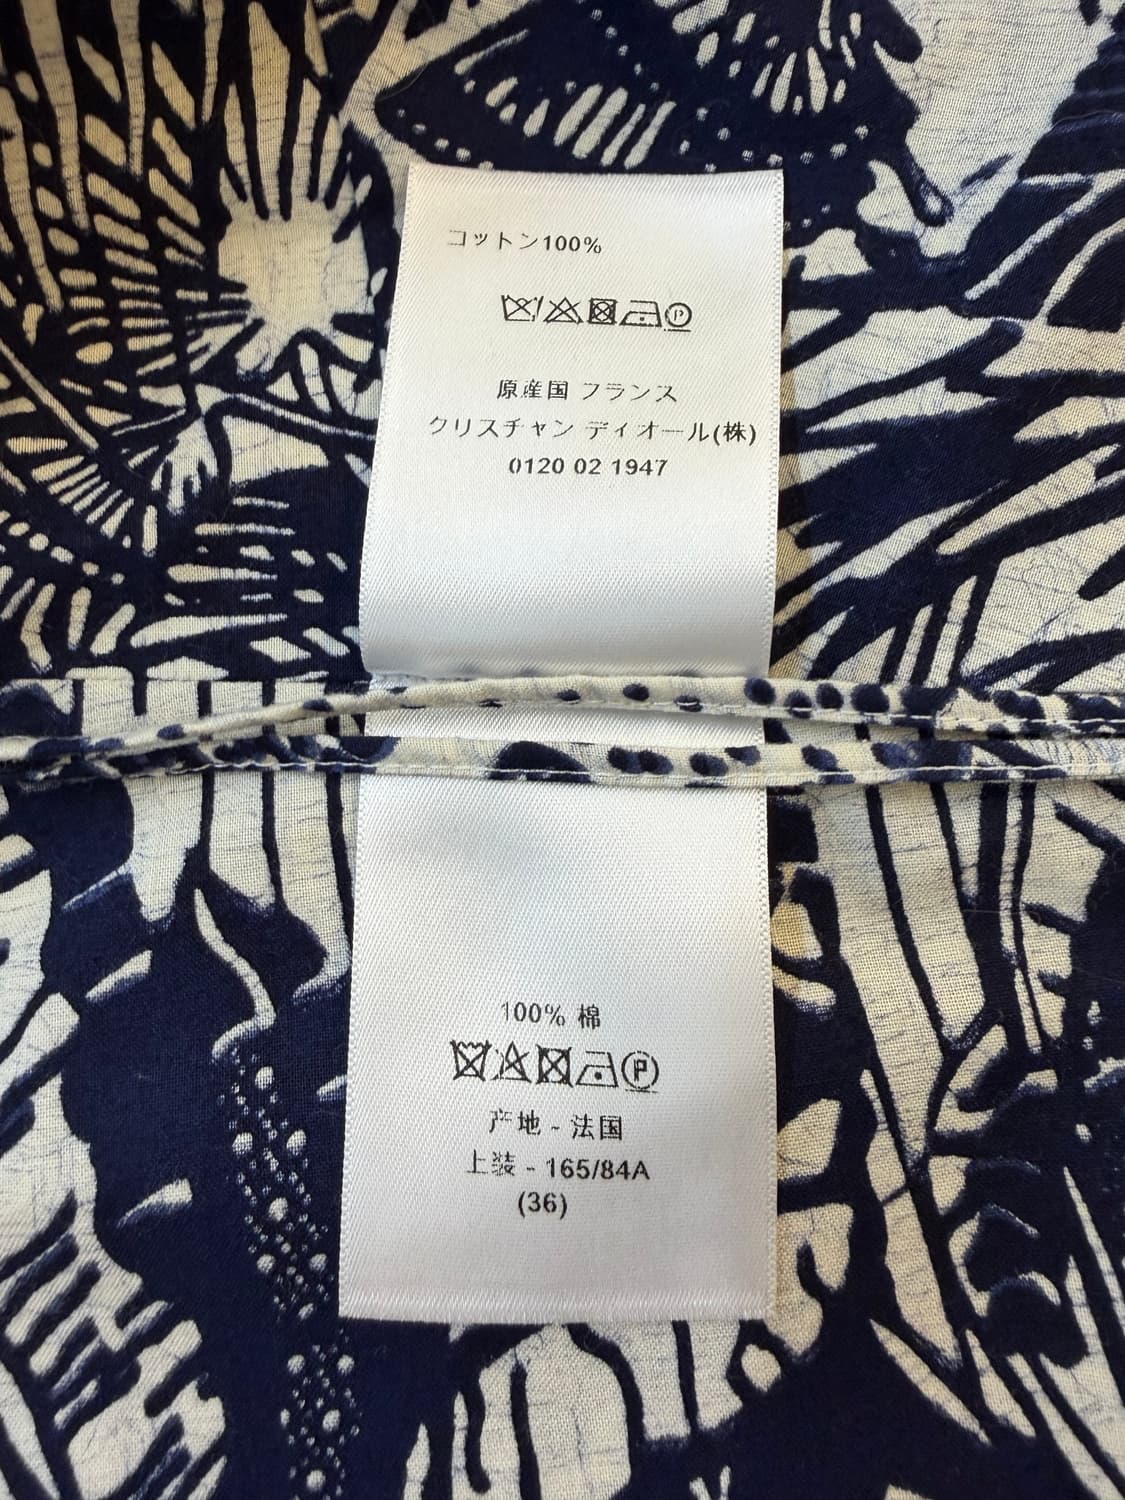 コットン100%
P
原産国 フランス
クリスチャン ディオール(株)
0120 02 1947
100% 棉
P
产地 - 法国
上装 - 165/84A
(36)